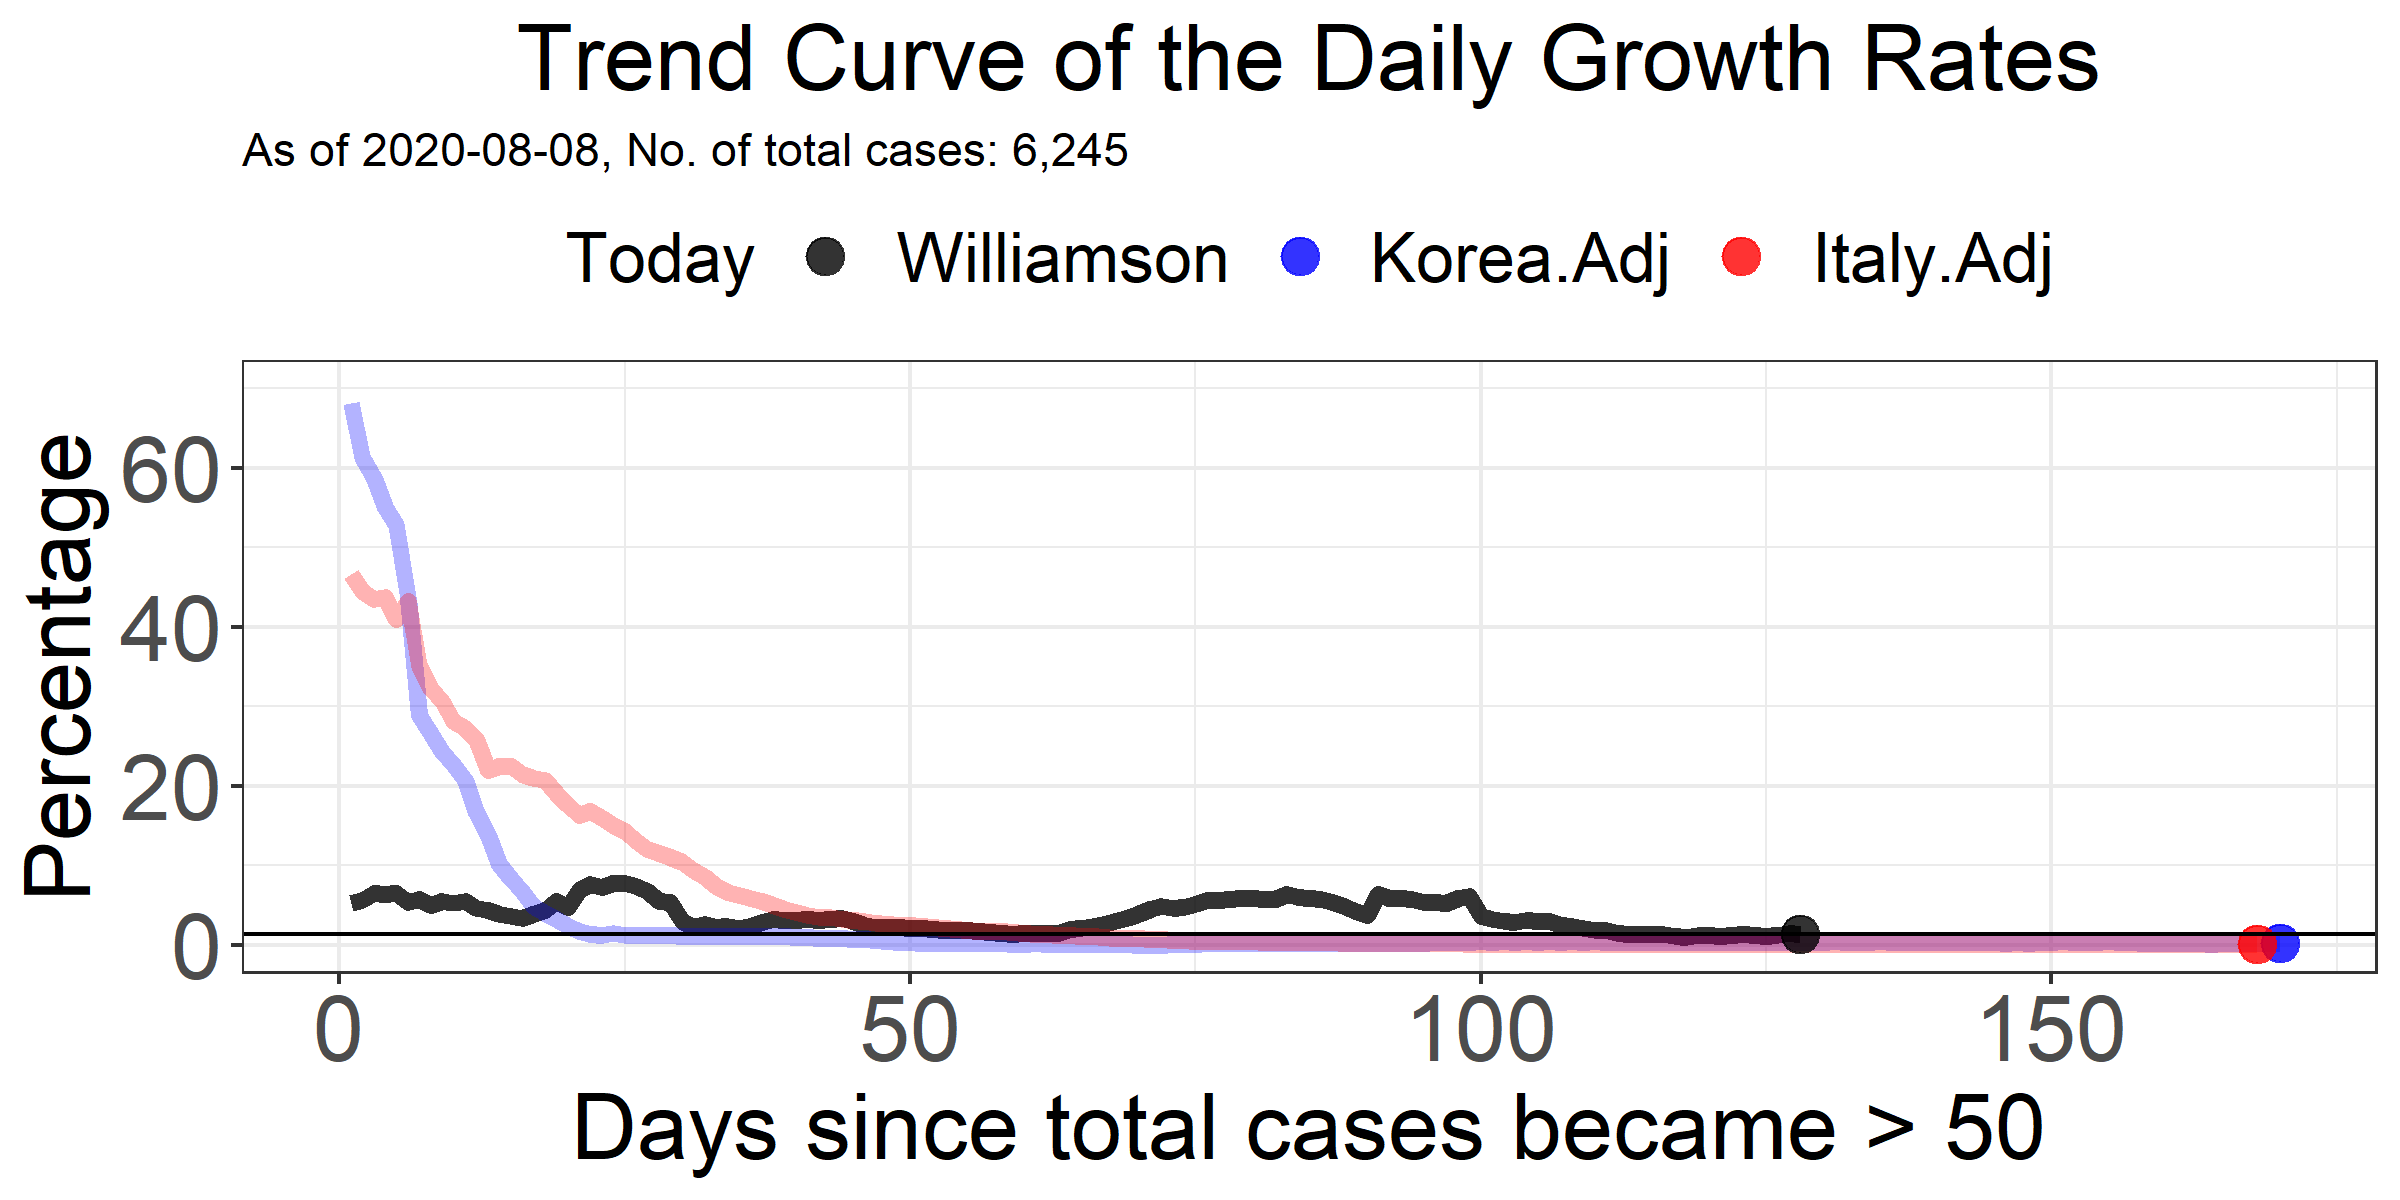 Trend Curve of the Daily Growth Rates
As of 2020-08-08, No. of total cases: 6,245
Today Williamson Korea.Adj Italy.Adj
Percentage
60
40
20
0
0 50 100 150
Days since total cases became > 50